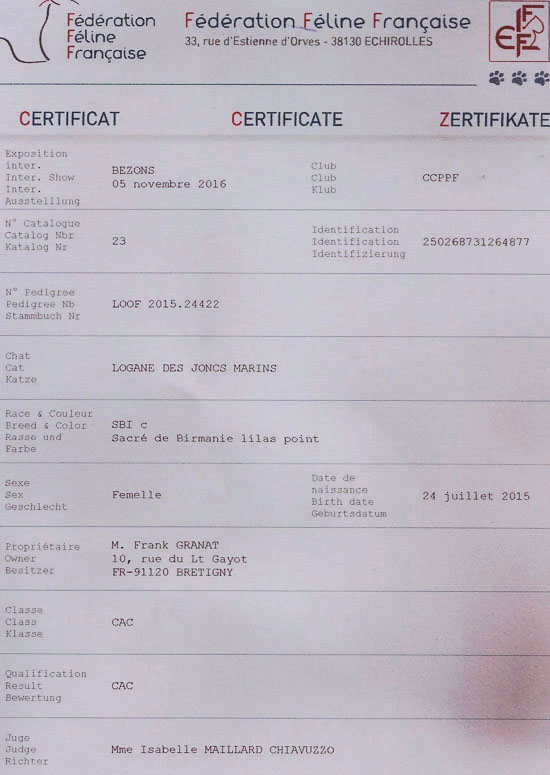 Fédération
Féline
Française
Fédération Féline Française
33, rue d'Estienne d'Orves - 38130 ECHIROLLES
FIFe
CERTIFICAT CERTIFICATE ZERTIFIKATE
Exposition
inter.
Inter. Show
Inter.
Ausstelllung
BEZONS
05 novembre 2016
Club
Club
Klub
CCPPF
N° Catalogue
Catalog Nbr
Katalog Nr
23
Identification
Identification
Identifizierung
250268731264877
N° Pedigree
Pedigree Nb
Stammbuch Nr
LOOF 2015.24422
Chat
Cat
Katze
LOGANE DES JONCS MARINS
Race & Couleur
Breed & Color
Rasse und
Farbe
SBI c
Sacré de Birmanie lilas point
Sexe
Sex
Geschlecht
Femelle
Date de
naissance
Birth date
Geburtsdatum
24 juillet 2015
Propriétaire
Owner
Besitzer
M. Frank GRANAT
10, rue du Lt Gayot
FR-91120 BRETIGNY
Classe
Class
Klasse
CAC
Qualification
Result
Bewertung
CAC
Juge
Judge
Richter
Mme Isabelle MAILLARD CHIAVUZZO